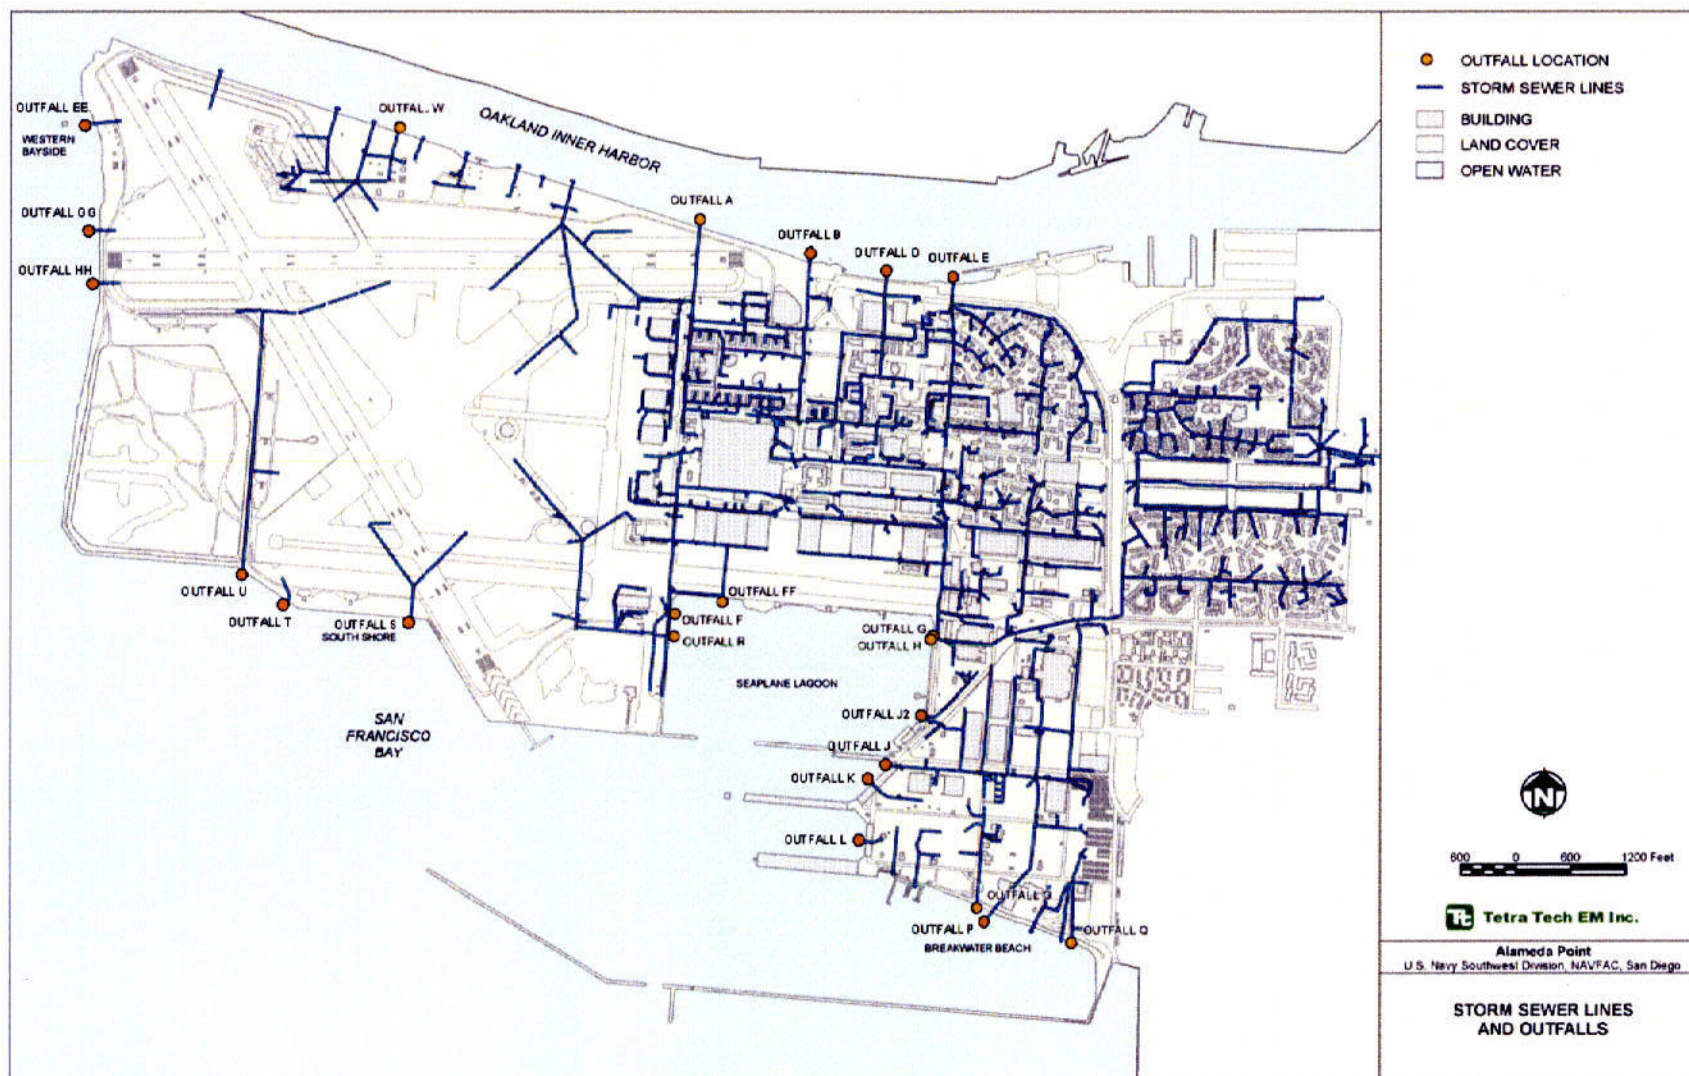 OUTFALL LOCATION
STORM SEWER LINES
BUILDING
LAND COVER
OPEN WATER
OUTFALL EE
WESTERN
BAYSIDE
OUTFALL W
OAKLAND INNER HARBOR
OUTFALL GG
OUTFALL A
OUTFALL B
OUTFALL D
OUTFALL E
OUTFALL HH
OUTFALL U
OUTFALL T
OUTFALL S
SOUTH SHORE
OUTFALL FF
OUTFALL F
OUTFALL R
OUTFALL G
OUTFALL H
SEAPLANE LAGOON
OUTFALL J2
SAN
FRANCISCO
BAY
OUTFALL J
OUTFALL K
OUTFALL L
OUTFALL
OUTFALL P
BREAKWATER BEACH
OUTFALL Q
N
600 0 600 1200 Feet
Tt Tetra Tech EM Inc.
Alameda Point
U.S. Navy Southwest Division, NAVFAC, San Diego
STORM SEWER LINES
AND OUTFALLS